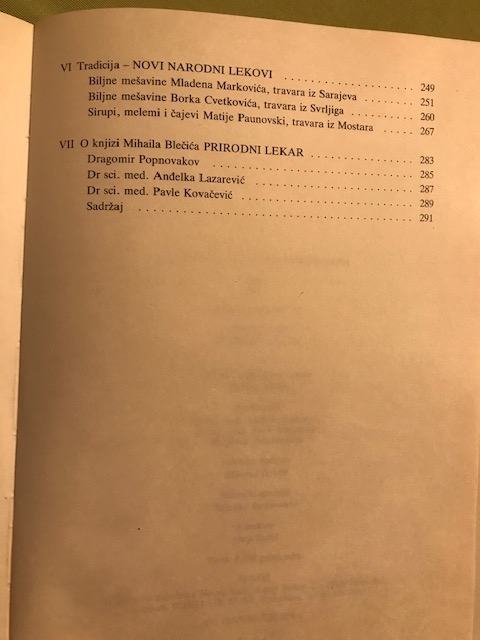 VI Tradicija – NOVI NARODNI LEKOVI . . . . . . . . . . . . . . . . . . . . . 249
Biljne mešavine Mladena Markovića, travara iz Sarajeva . . . . . . . . . . 251
Biljne mešavine Borka Cvetkovića, travara iz Svrljiga . . . . . . . . . . 260
Sirupi, melemi i čajevi Matije Paunovski, travara iz Mostara . . . . . . 267
VII O knjizi Mihaila Blečića PRIRODNI LEKAR . . . . . . . . . . . . . . . 283
Dragomir Popnovakov . . . . . . . . . . . . . . . . . . . . . . . . . . . 285
Dr sci. med. Anđelka Lazarević . . . . . . . . . . . . . . . . . . . . . 287
Dr sci. med. Pavle Kovačević . . . . . . . . . . . . . . . . . . . . . . 289
Sadržaj . . . . . . . . . . . . . . . . . . . . . . . . . . . . . . . . . 291